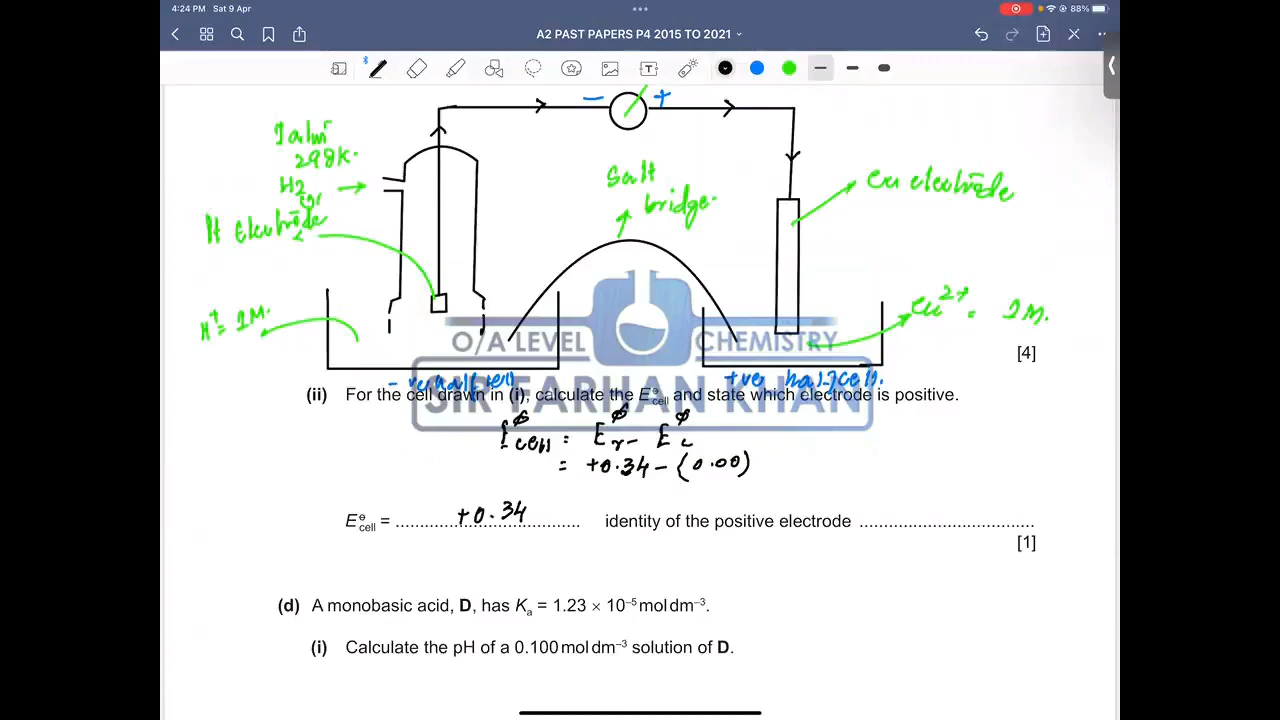 4:24 PM Sat 9 Apr
88%
A2 PAST PAPERS P4 2015 TO 2021
− +
1 atm
298K.
H2
(g)
Pt Electrode
Salt
bridge.
Cu electrode
H+ = 1M.
Cu2+ = 1M.
O/A LEVEL CHEMISTRY
[4]
- ve half cell
+ve half cell.
SIR FARHAN KHAN
(ii) For the cell drawn in (i), calculate the E⦵cell and state which electrode is positive.
E⦵cell = E⦵r - E⦵L
= +0.34 - (0.00)
E⦵cell = ........ +0.34 ........ identity of the positive electrode ....................................
[1]
(d) A monobasic acid, D, has Ka = 1.23 × 10–5 mol dm–3.
(i) Calculate the pH of a 0.100 mol dm–3 solution of D.